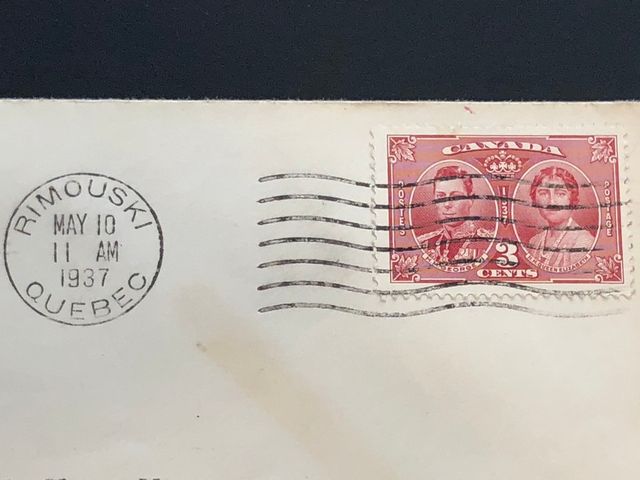 RIMOUSKI
MAY 10
11 AM
1937
QUEBEC
CANADA
POSTES
1937
POSTAGE
3
CENTS